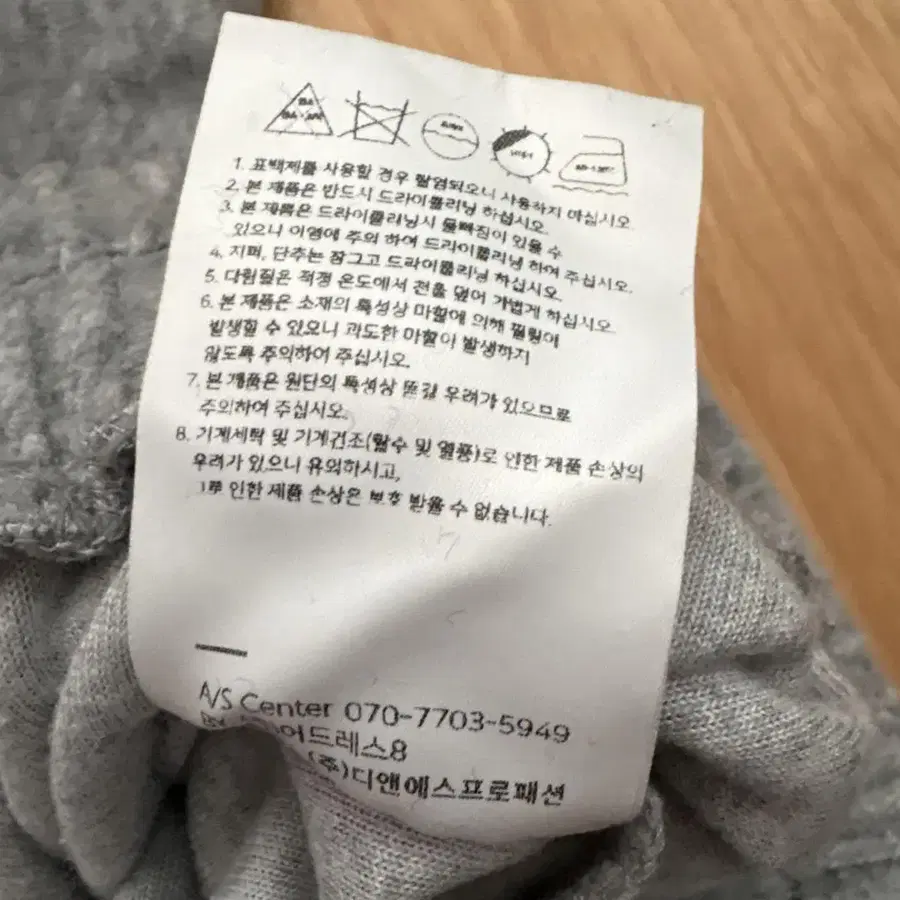 1. 표백제를 사용할 경우 탈염되오니 사용하지 마십시오.
2. 본 제품은 반드시 드라이클리닝 하십시오.
3. 본 제품은 드라이클리닝시 물빠짐이 있을 수
있으니 이염에 주의 하여 드라이클리닝 하여 주십시오.
4. 지퍼, 단추는 잠그고 드라이클리닝 하십시오.
5. 다림질은 적정 온도에서 천을 덮어 가볍게 하십시오.
6. 본 제품은 소재의 특성상 마찰에 의해 필링이
발생할 수 있으니 과도한 마찰이 발생하지
않도록 주의하여 주십시오.
7. 본 제품은 원단의 특성상 뜯길 우려가 있으므로
주의하여 주십시오.
8. 기계세탁 및 기계건조(탈수 및 열풍)로 인한 제품 손상의
우려가 있으니 유의하시고,
인한 제품 손상은 보호 받을 수 없습니다.
A/S Center 070-7703-5949
(주)디앤에스프로패션